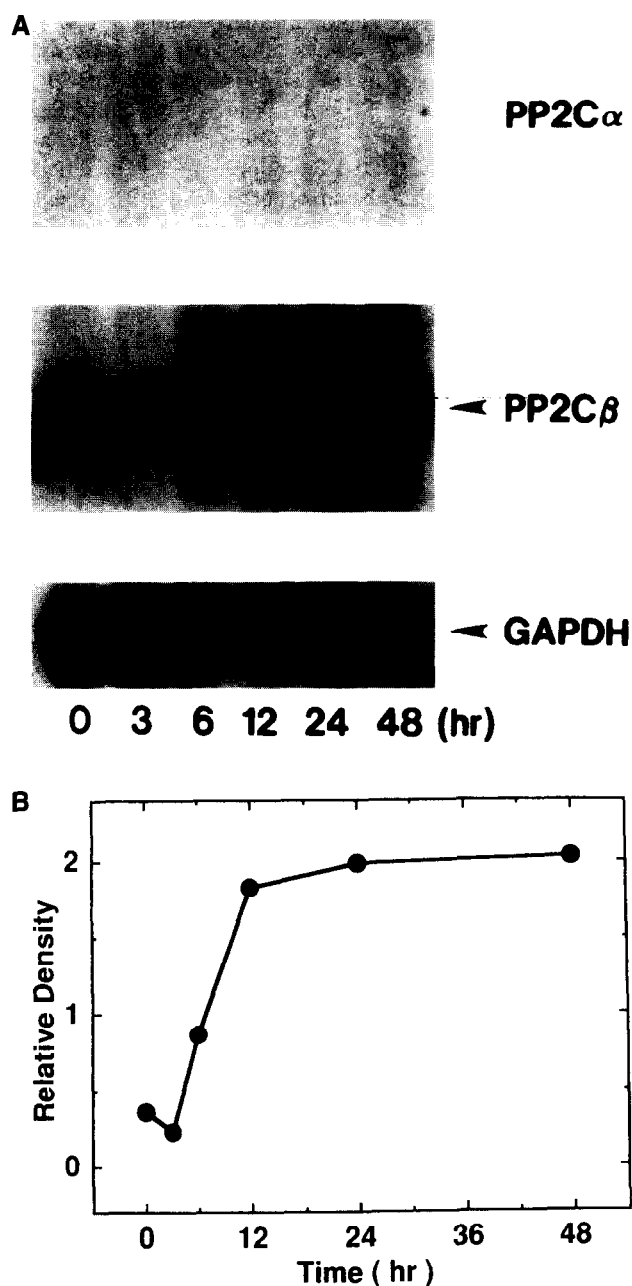 A
PP2Cα
PP2Cβ
GAPDH
0 3 6 12 24 48 (hr)
B
2
1
0
Relative Density
0 12 24 36 48
Time ( hr )